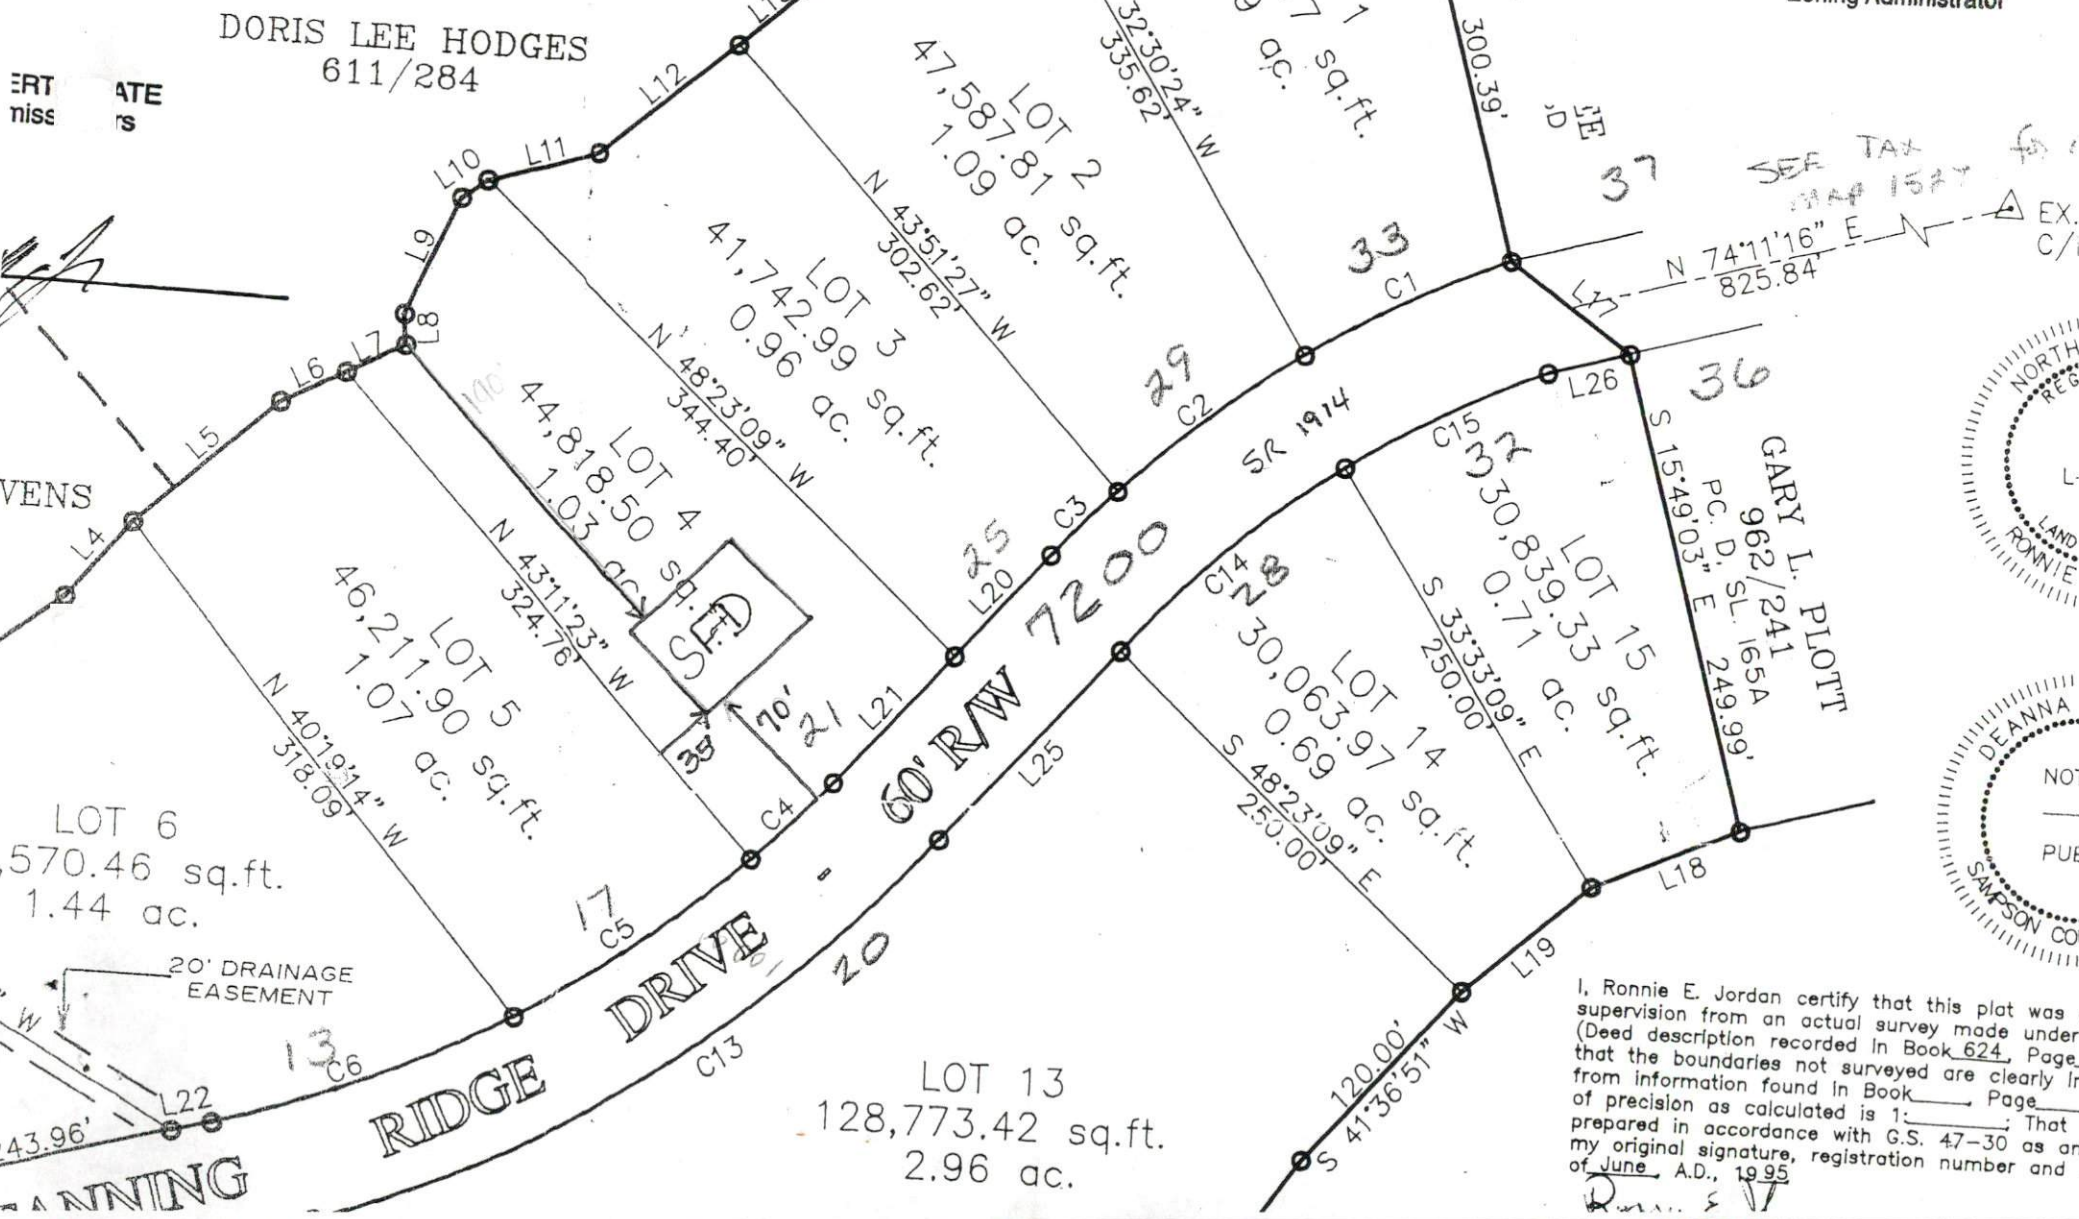 Zoning Administrator
DORIS LEE HODGES
611/284
L12
L11
L10
L9
L8
L7
L6
L5
L4
32°30'24" W
335.62'
1
sq.ft.
ac.
300.39'
37
SEE TAX
MAP
EX.
N 74°11'16" E
825.84'
L17
LOT 2
47,587.81 sq.ft.
1.09 ac.
N 43°51'27" W
302.62'
LOT 3
41,742.99 sq.ft.
0.96 ac.
N 48°23'09" W
344.40'
LOT 4
44,818.50 sq.
1.03 ac
190'
SFD
35'
70'
21
N 43°11'23" W
324.76'
LOT 5
46,211.90 sq.ft.
1.07 ac.
N 40°19'14" W
318.09'
LOT 6
,570.46 sq.ft.
1.44 ac.
20' DRAINAGE
EASEMENT
W
VENS
33
C1
29
C2
C3
25
L20
L21
C4
17
C5
13
C6
L22
43.96'
SR 1914
7200
60' R/W
ANNING RIDGE DRIVE
20
C13
L25
C14
28
C15
32
L26
36
LOT 15
30,839.33 sq.ft.
0.71 ac.
S 33°33'09" E
250.00'
LOT 14
30,063.97 sq.ft.
0.69 ac.
S 48°23'09" E
250.00'
S 15°49'03" E 249.99'
GARY L. PLOTT
962/241
PC. D, SL. 165A
L18
L19
120.00'
S 41°36'51" W
LOT 13
128,773.42 sq.ft.
2.96 ac.
NORTH
REG
LAND
RONNIE
DEANNA
NOT
PUB
SAMPSON CO
I, Ronnie E. Jordan certify that this plat was
supervision from an actual survey made under
(Deed description recorded in Book 624, Page
that the boundaries not surveyed are clearly
from information found in Book____, Page____
of precision as calculated is 1:________; That
prepared in accordance with G.S. 47-30 as
my original signature, registration number and
of June, A.D., 1995